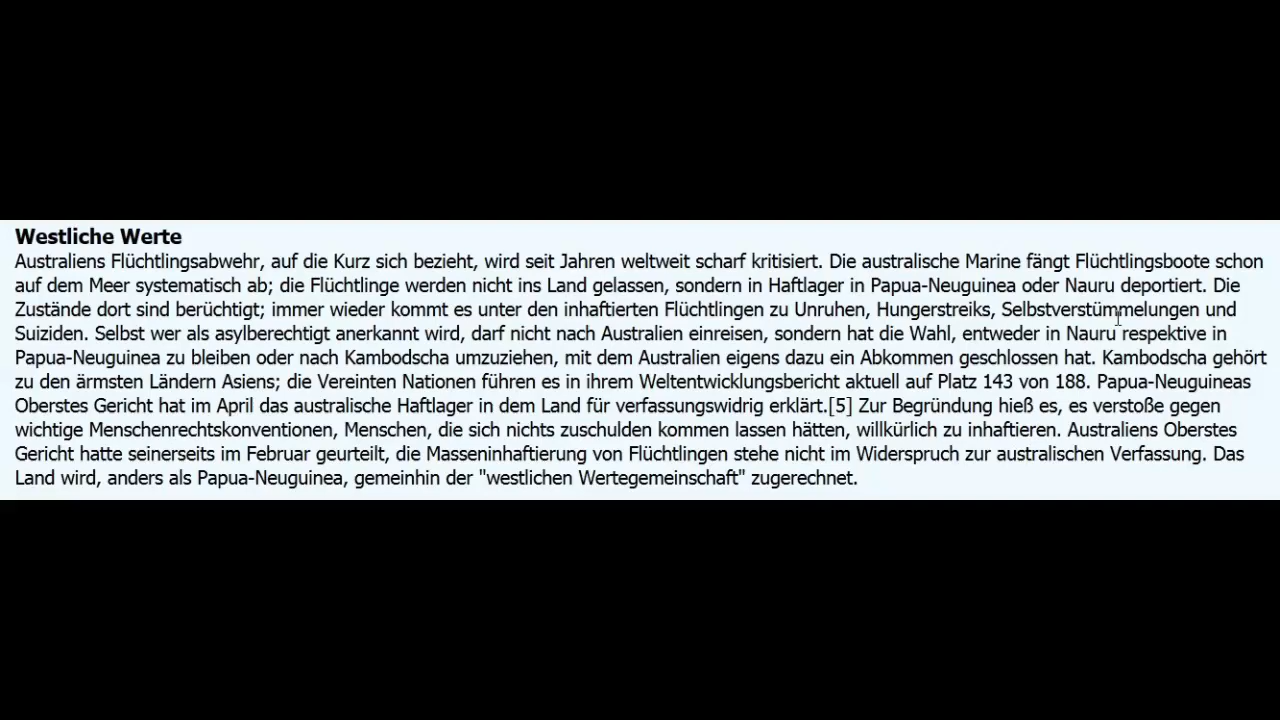 Westliche Werte
Australiens Flüchtlingsabwehr, auf die Kurz sich bezieht, wird seit Jahren weltweit scharf kritisiert. Die australische Marine fängt Flüchtlingsboote schon
auf dem Meer systematisch ab; die Flüchtlinge werden nicht ins Land gelassen, sondern in Haftlager in Papua-Neuguinea oder Nauru deportiert. Die
Zustände dort sind berüchtigt; immer wieder kommt es unter den inhaftierten Flüchtlingen zu Unruhen, Hungerstreiks, Selbstverstümmelungen und
Suiziden. Selbst wer als asylberechtigt anerkannt wird, darf nicht nach Australien einreisen, sondern hat die Wahl, entweder in Nauru respektive in
Papua-Neuguinea zu bleiben oder nach Kambodscha umzuziehen, mit dem Australien eigens dazu ein Abkommen geschlossen hat. Kambodscha gehört
zu den ärmsten Ländern Asiens; die Vereinten Nationen führen es in ihrem Weltentwicklungsbericht aktuell auf Platz 143 von 188. Papua-Neuguineas
Oberstes Gericht hat im April das australische Haftlager in dem Land für verfassungswidrig erklärt.[5] Zur Begründung hieß es, es verstoße gegen
wichtige Menschenrechtskonventionen, Menschen, die sich nichts zuschulden kommen lassen hätten, willkürlich zu inhaftieren. Australiens Oberstes
Gericht hatte seinerseits im Februar geurteilt, die Masseninhaftierung von Flüchtlingen stehe nicht im Widerspruch zur australischen Verfassung. Das
Land wird, anders als Papua-Neuguinea, gemeinhin der "westlichen Wertegemeinschaft" zugerechnet.